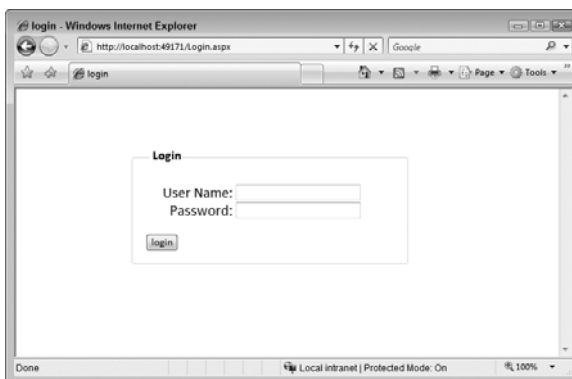 login - Windows Internet Explorer
http://localhost:49171/Login.aspx
Google
login
Page
Tools
Login
User Name:
Password:
login
Done
Local intranet | Protected Mode: On
100%